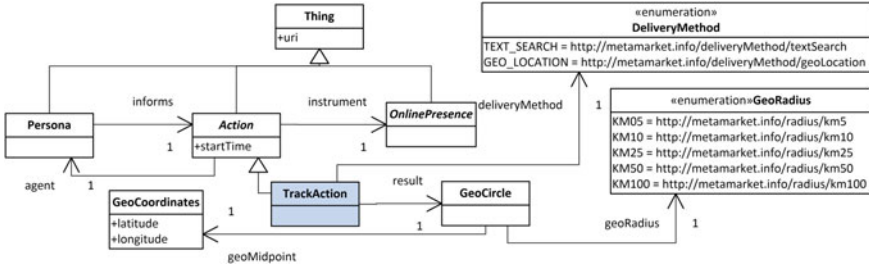 Thing
+uri
«enumeration»
DeliveryMethod
TEXT_SEARCH = http://metamarket.info/deliveryMethod/textSearch
GEO_LOCATION = http://metamarket.info/deliveryMethod/geoLocation
informs
instrument
deliveryMethod
1
«enumeration»GeoRadius
KM05 = http://metamarket.info/radius/km5
KM10 = http://metamarket.info/radius/km10
KM25 = http://metamarket.info/radius/km25
KM50 = http://metamarket.info/radius/km50
KM100 = http://metamarket.info/radius/km100
Persona
Action
+startTime
OnlinePresence
1
1
agent
1
TrackAction
result
GeoCircle
GeoCoordinates
+latitude
+longitude
1
1
geoRadius
1
geoMidpoint